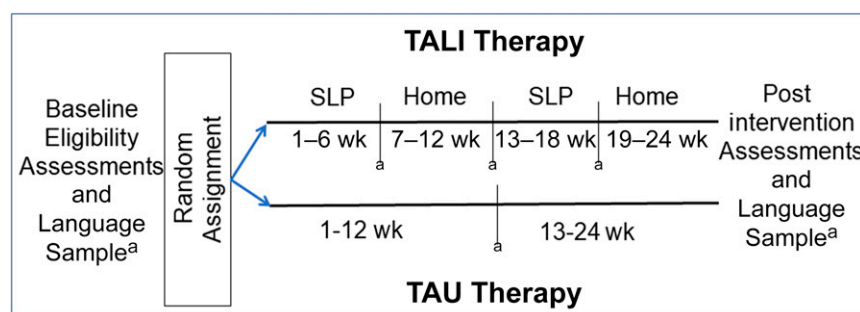 TALI Therapy
Baseline
Eligibility
Assessments
and
Language
Sampleᵃ
Random
Assignment
SLP Home SLP Home
1–6 wk 7–12 wk 13–18 wk 19–24 wk
a a a
1-12 wk 13-24 wk
a
TAU Therapy
Post
intervention
Assessments
and
Language
Sampleᵃ